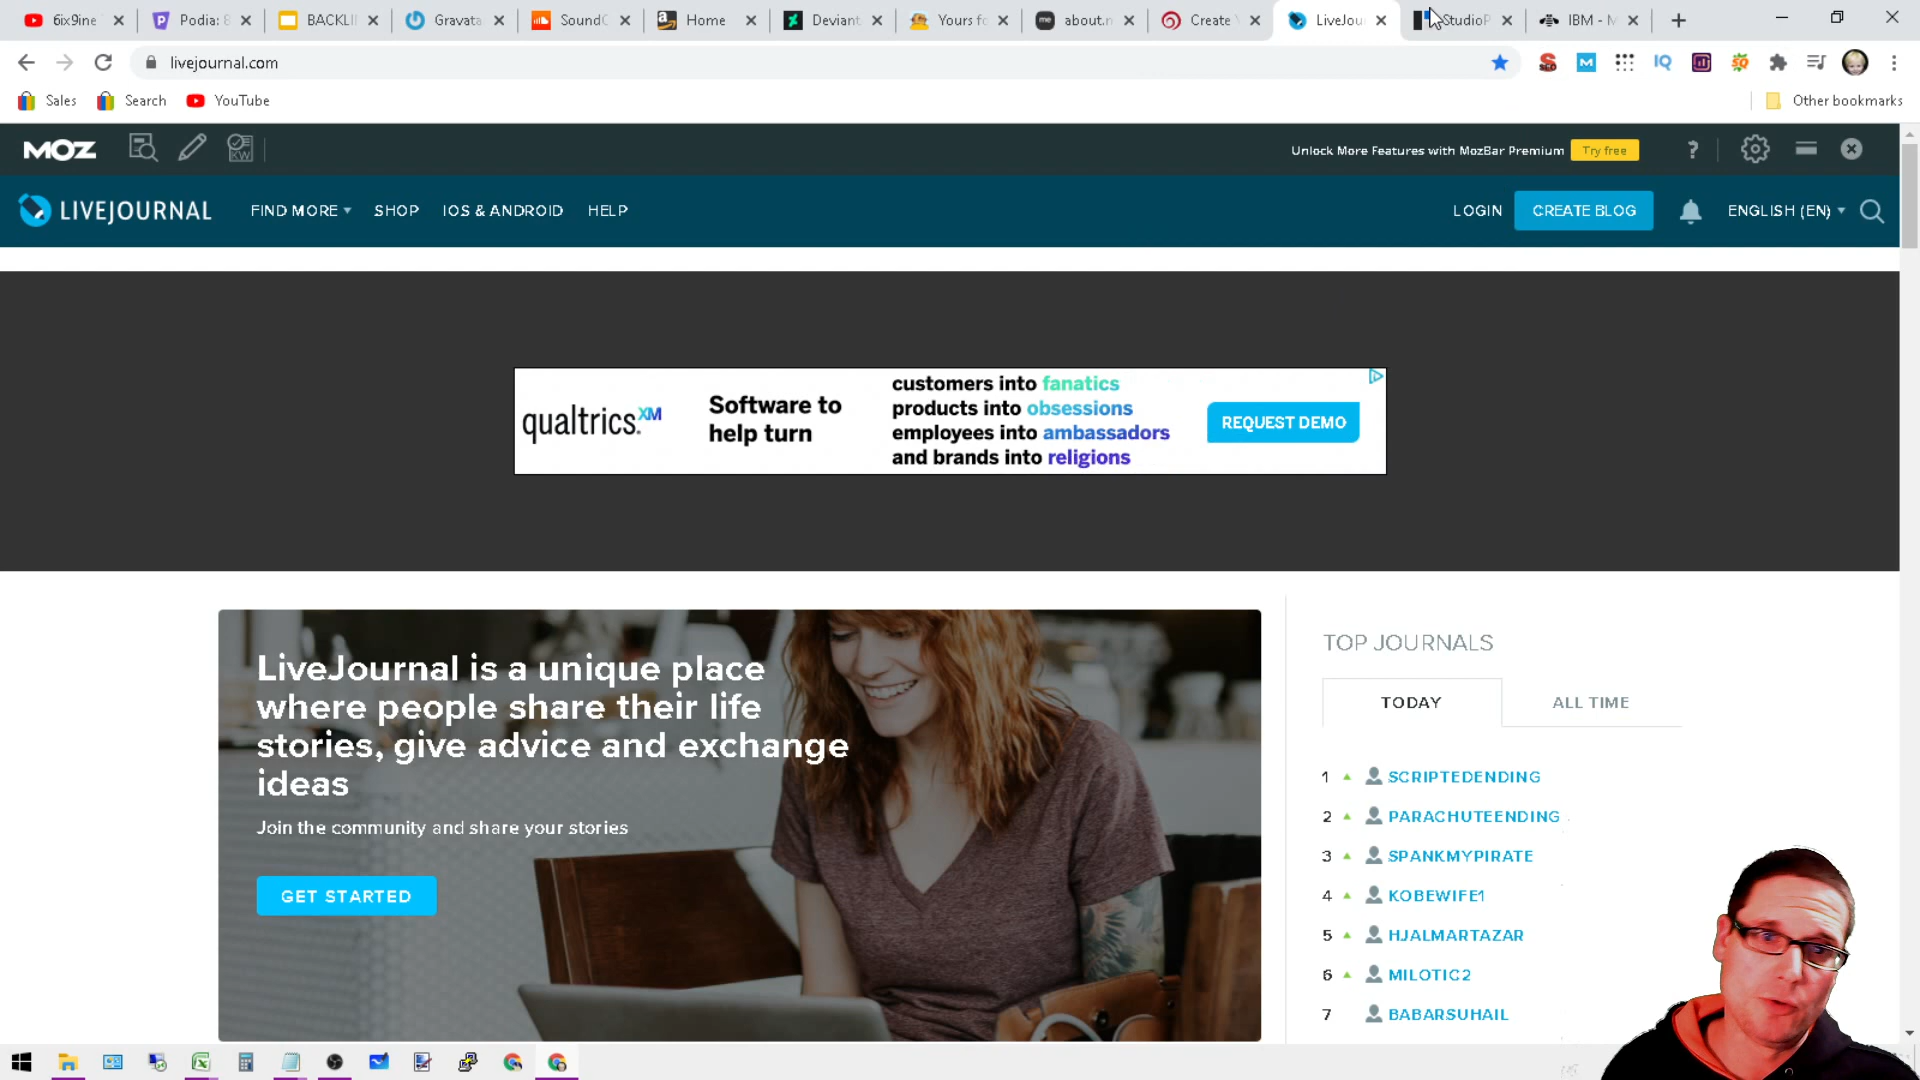 6ix9ine
Podia: 8
BACKLI
Gravata
SoundC
Home
Deviant
Yours fo
about.m
Create
LiveJour
StudioP
IBM - M
livejournal.com
Sales
Search
YouTube
Other bookmarks
MOZ
KW
Unlock More Features with MozBar Premium
Try free
LIVEJOURNAL
FIND MORE
SHOP
IOS & ANDROID
HELP
LOGIN
CREATE BLOG
ENGLISH (EN)
qualtrics.XM
Software to
help turn
customers into fanatics
products into obsessions
employees into ambassadors
and brands into religions
REQUEST DEMO
LiveJournal is a unique place
where people share their life
stories, give advice and exchange
ideas
Join the community and share your stories
GET STARTED
TOP JOURNALS
TODAY
ALL TIME
1 SCRIPTEDENDING
2 PARACHUTEENDING
3 SPANKMYPIRATE
4 KOBEWIFE1
5 HJALMARTAZAR
6 MILOTIC2
7 BABARSUHAIL